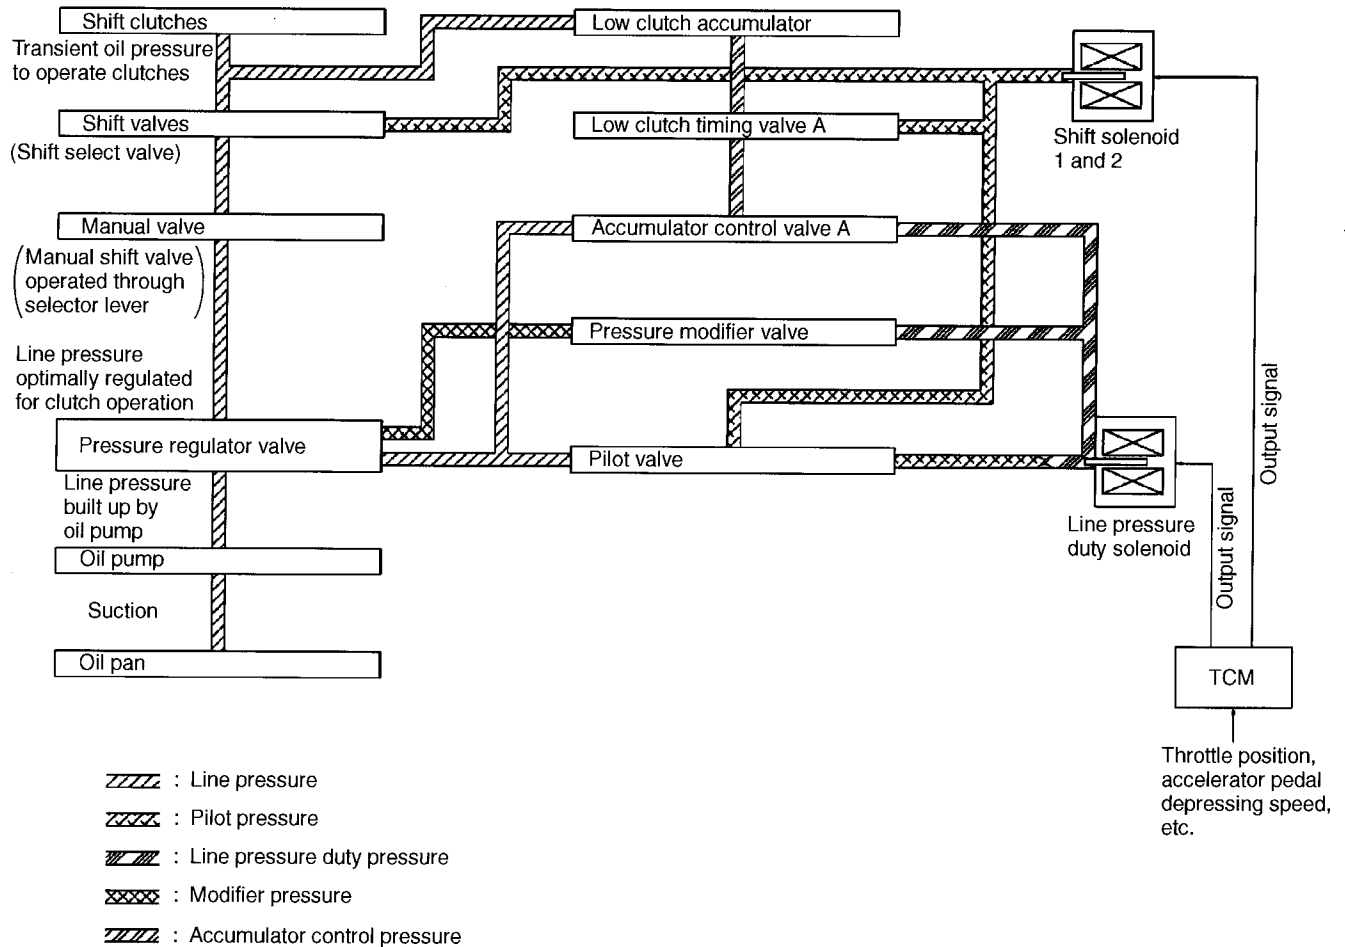 Shift clutches
Transient oil pressure
to operate clutches
Shift valves
(Shift select valve)
Manual valve
(Manual shift valve
operated through
selector lever)
Line pressure
optimally regulated
for clutch operation
Pressure regulator valve
Line pressure
built up by
oil pump
Oil pump
Suction
Oil pan
Low clutch accumulator
Low clutch timing valve A
Accumulator control valve A
Pressure modifier valve
Pilot valve
Shift solenoid
1 and 2
Line pressure
duty solenoid
Output signal
Output signal
TCM
Throttle position,
accelerator pedal
depressing speed,
etc.
: Line pressure
: Pilot pressure
: Line pressure duty pressure
: Modifier pressure
: Accumulator control pressure